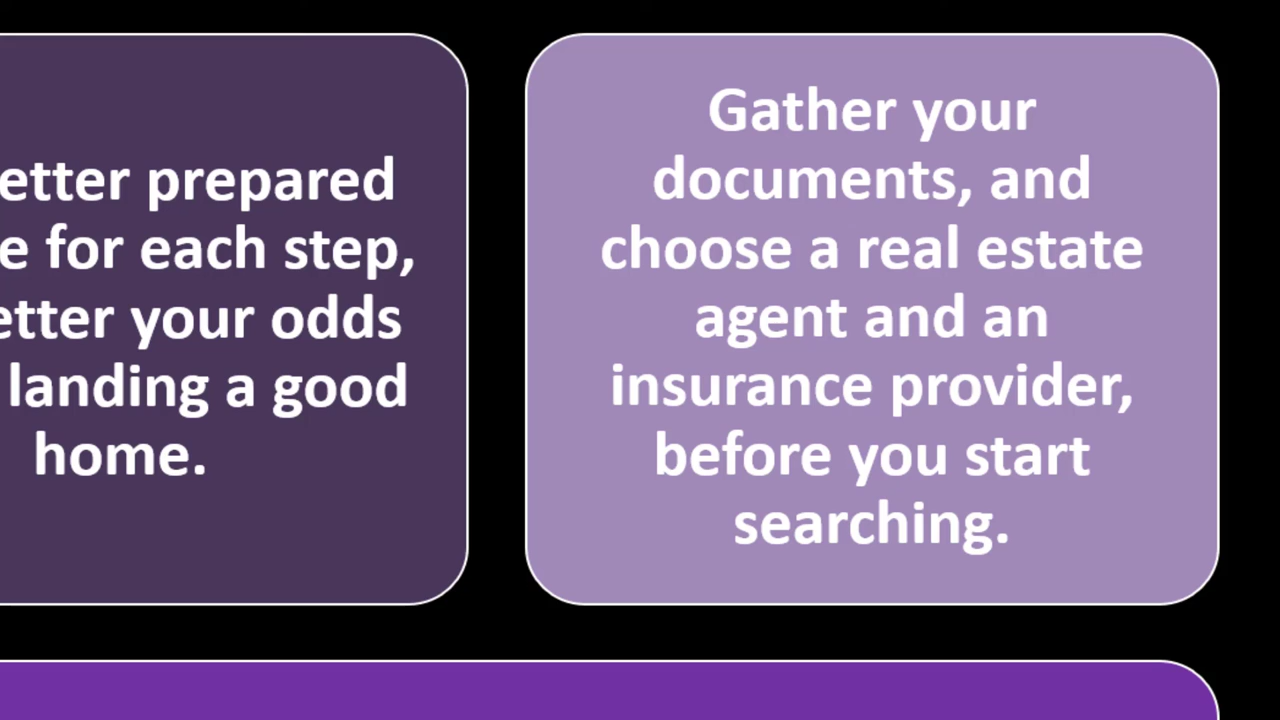 etter prepared
e for each step,
etter your odds
landing a good
home.
Gather your
documents, and
choose a real estate
agent and an
insurance provider,
before you start
searching.